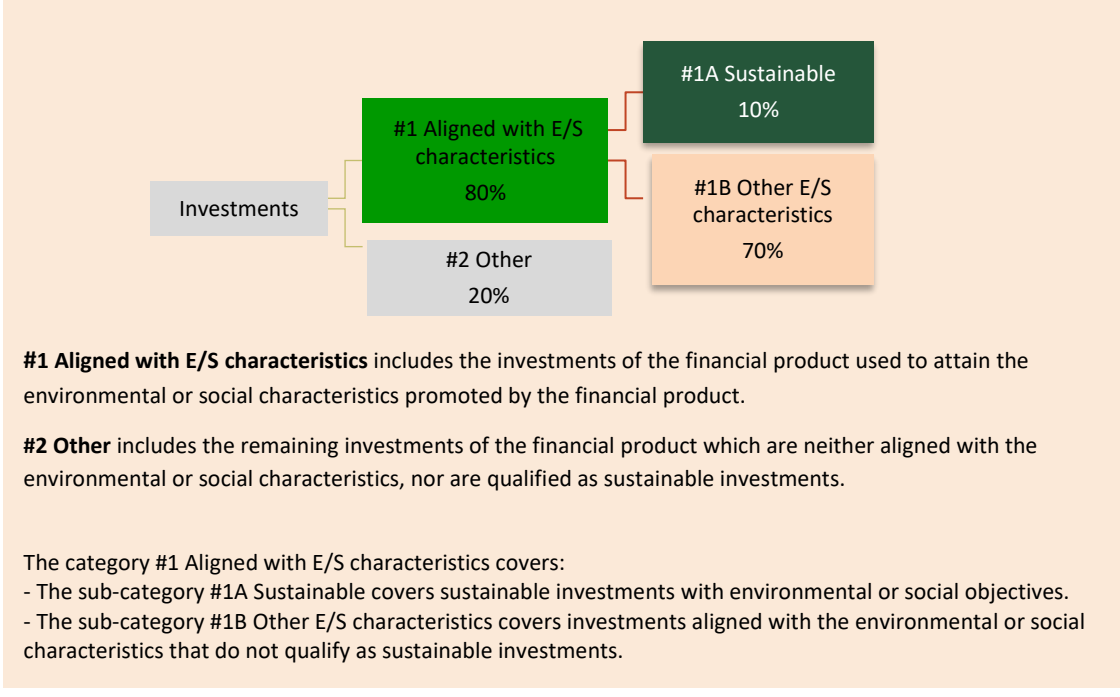 #1A Sustainable
10%
#1 Aligned with E/S
characteristics
80%
#1B Other E/S
characteristics
70%
Investments
#2 Other
20%
#1 Aligned with E/S characteristics includes the investments of the financial product used to attain the
environmental or social characteristics promoted by the financial product.
#2 Other includes the remaining investments of the financial product which are neither aligned with the
environmental or social characteristics, nor are qualified as sustainable investments.
The category #1 Aligned with E/S characteristics covers:
- The sub-category #1A Sustainable covers sustainable investments with environmental or social objectives.
- The sub-category #1B Other E/S characteristics covers investments aligned with the environmental or social
characteristics that do not qualify as sustainable investments.